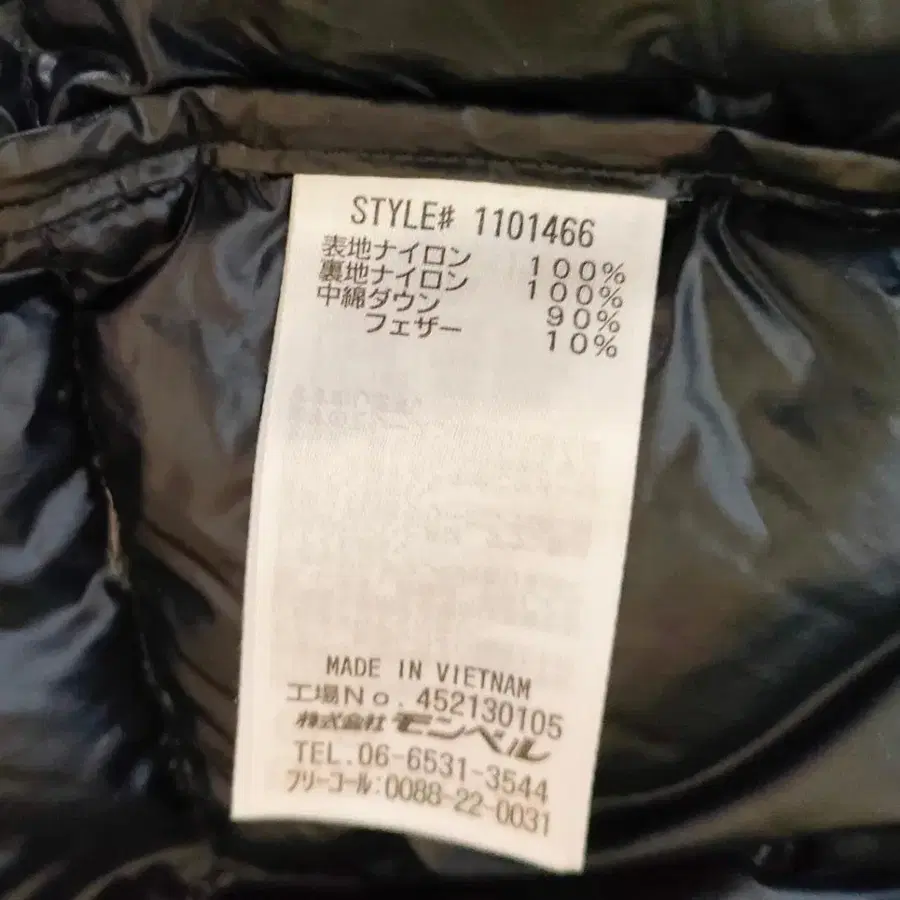 STYLE# 1101466
表地ナイロン 100%
裏地ナイロン 100%
中綿ダウン 90%
フェザー 10%
MADE IN VIETNAM
工場No. 452130105
株式会社モンベル
TEL.06-6531-3544
フリーコール:0088-22-0031